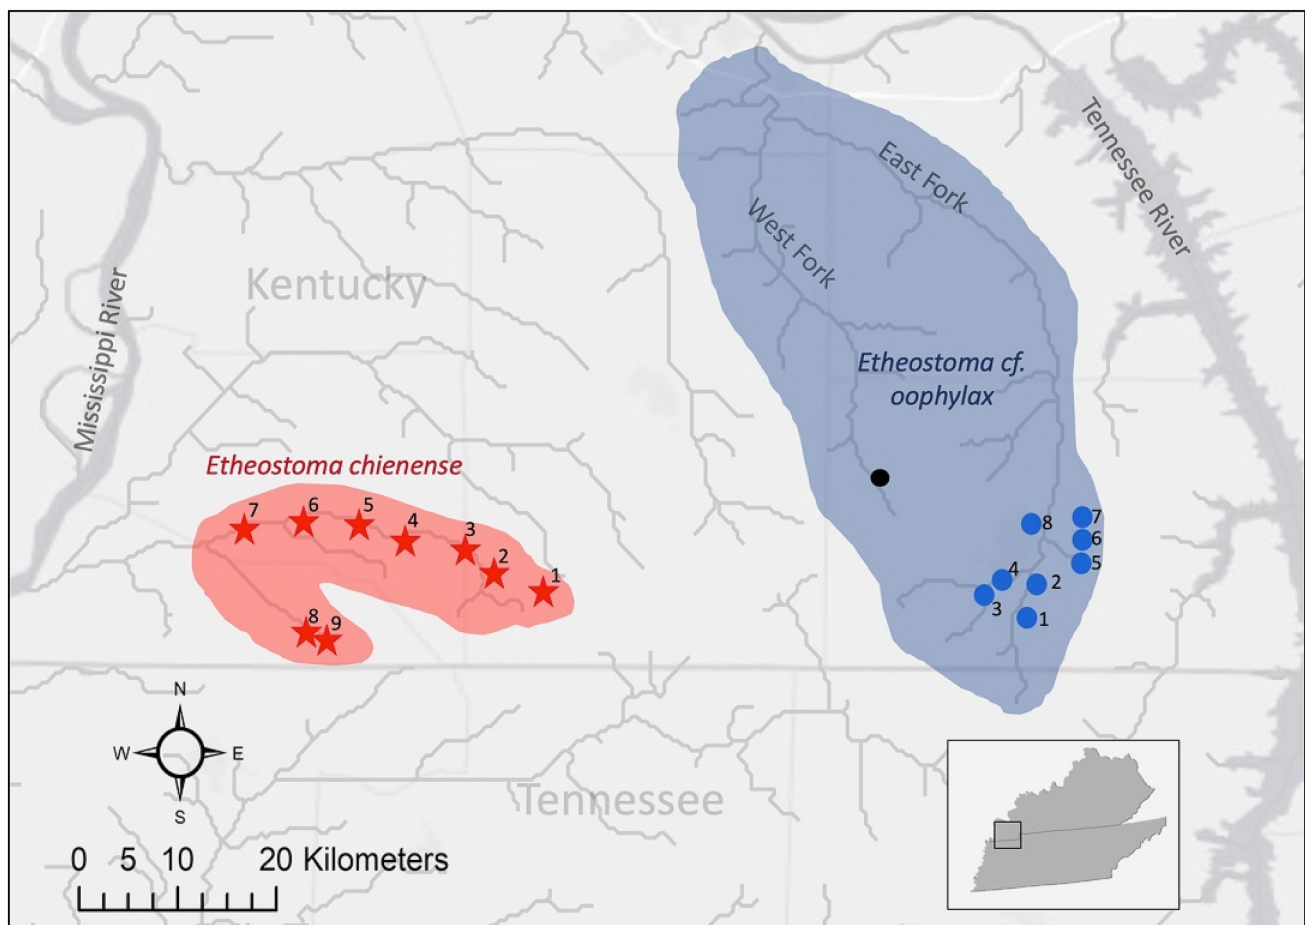 Tennessee River
East Fork
West Fork
Kentucky
Mississippi River
Etheostoma cf.
oophylax
Etheostoma chienense
7
6
5
4
3
2
1
8
9
7
8
6
5
4
2
3
1
N
W
E
S
Tennessee
0 5 10 20 Kilometers